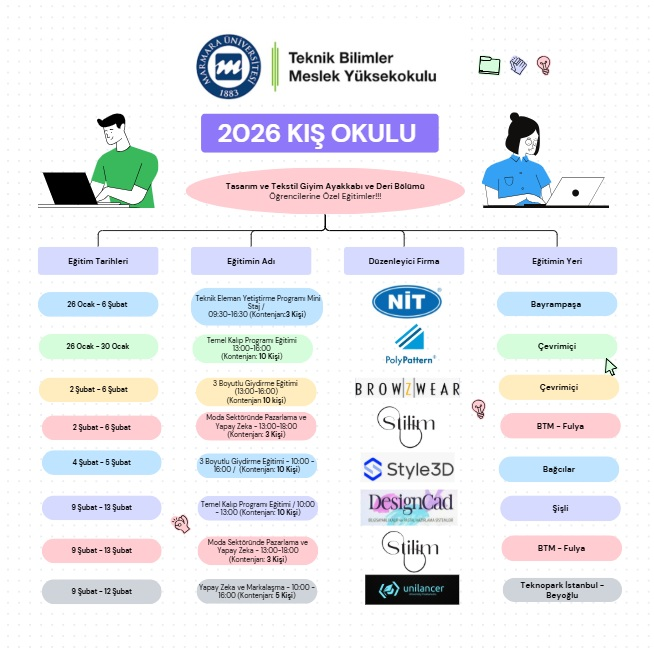 MARMARA ÜNİVERSİTESİ
1883
Teknik Bilimler
Meslek Yüksekokulu
2026 KIŞ OKULU
Tasarım ve Tekstil Giyim Ayakkabı ve Deri Bölümü
Öğrencilerine Özel Eğitimler!!!
Eğitim Tarihleri
Eğitimin Adı
Düzenleyici Firma
Eğitimin Yeri
26 Ocak - 6 Şubat
Teknik Eleman Yetiştirme Programı Mini
Staj /
09:30-16:30 (Kontenjan:3 Kişi)
NİT
Bayrampaşa
26 Ocak - 30 Ocak
Temel Kalıp Programı Eğitimi
13:00-16:00
(Kontenjan: 10 Kişi)
PolyPattern
Çevrimiçi
2 Şubat - 6 Şubat
3 Boyutlu Giydirme Eğitimi
(13:00-16:00)
(Kontenjan 10 kişi)
BROWZWEAR
Çevrimiçi
2 Şubat - 6 Şubat
Moda Sektöründe Pazarlama ve
Yapay Zeka - 13:00-18:00
(Kontenjan: 3 Kişi)
Stilim
BTM - Fulya
4 Şubat - 5 Şubat
3 Boyutlu Giydirme Eğitimi - 10:00 -
16:00 / (Kontenjan: 10 Kişi)
Style3D
Bağcılar
9 Şubat - 13 Şubat
Temel Kalıp Programı Eğitimi / 10:00
- 13:00 (Kontenjan: 10 Kişi)
DesignCad
Şişli
9 Şubat - 13 Şubat
Moda Sektöründe Pazarlama ve
Yapay Zeka - 13:00-18:00
(Kontenjan: 3 Kişi)
Stilim
BTM - Fulya
9 Şubat - 12 Şubat
Yapay Zeka ve Markalaşma - 10:00 -
16:00 (Kontenjan: 5 Kişi)
unilancer
Teknopark İstanbul -
Beyoğlu